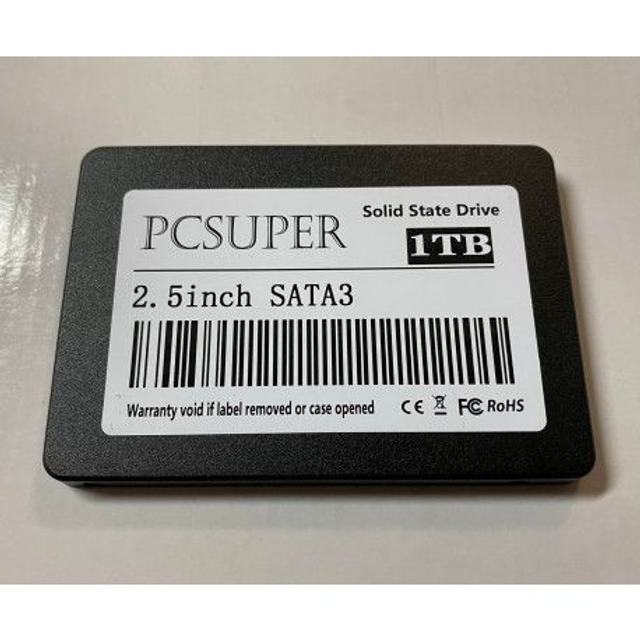 PCSUPER
Solid State Drive
1TB
2.5inch SATA3
Warranty void if label removed or case opened CE FC RoHS